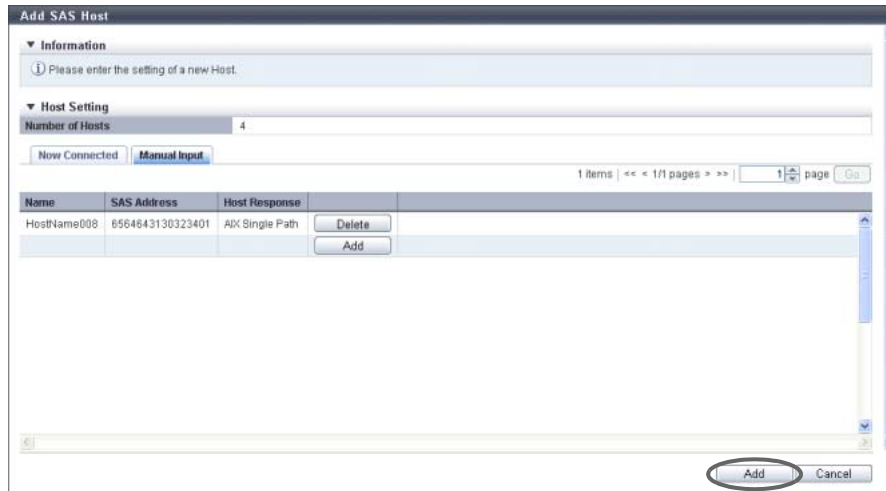 Add SAS Host
▼ Information
Please enter the setting of a new Host.
▼ Host Setting
Number of Hosts 4
Now Connected Manual Input
1 items | << < 1/1 pages > >> | 1 page Go
Name SAS Address Host Response
HostName008 6564643130323401 AIX Single Path Delete
Add
Add Cancel